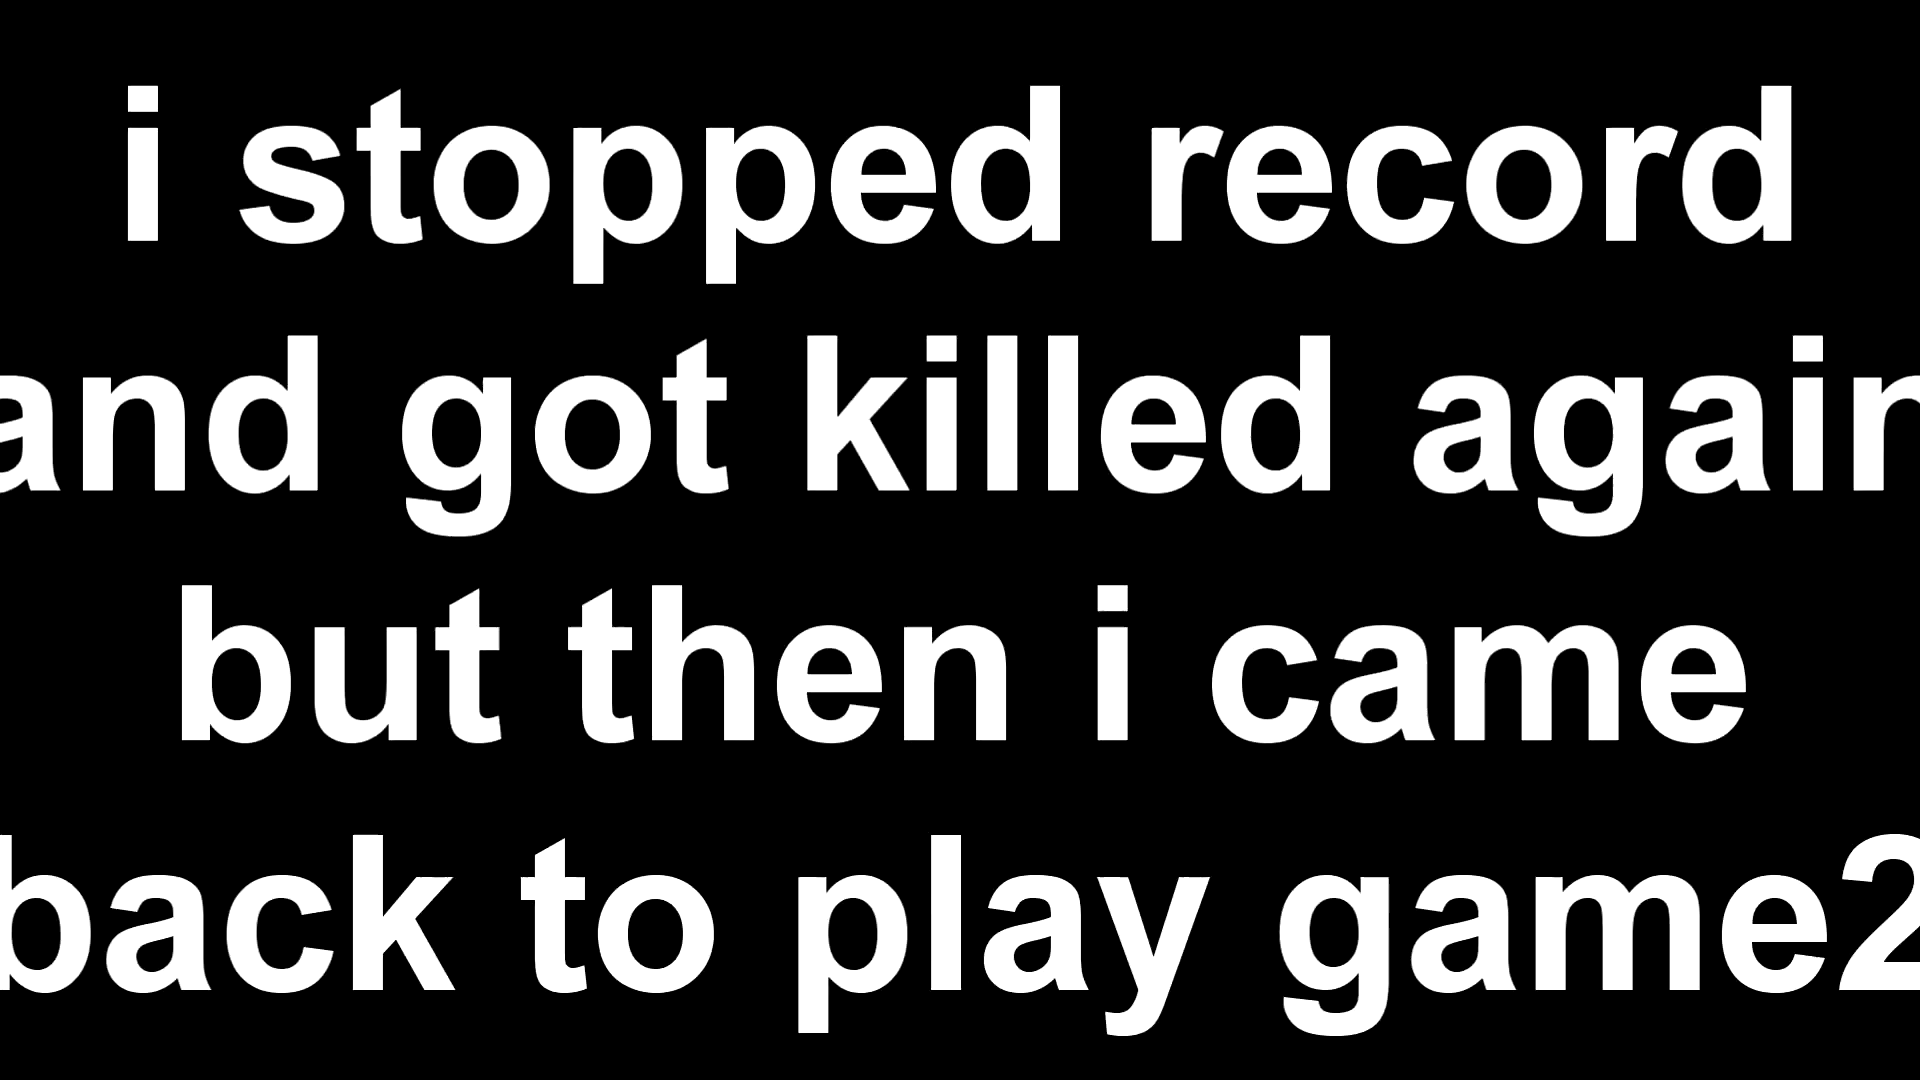 i stopped record
and got killed again
but then i came
back to play game2